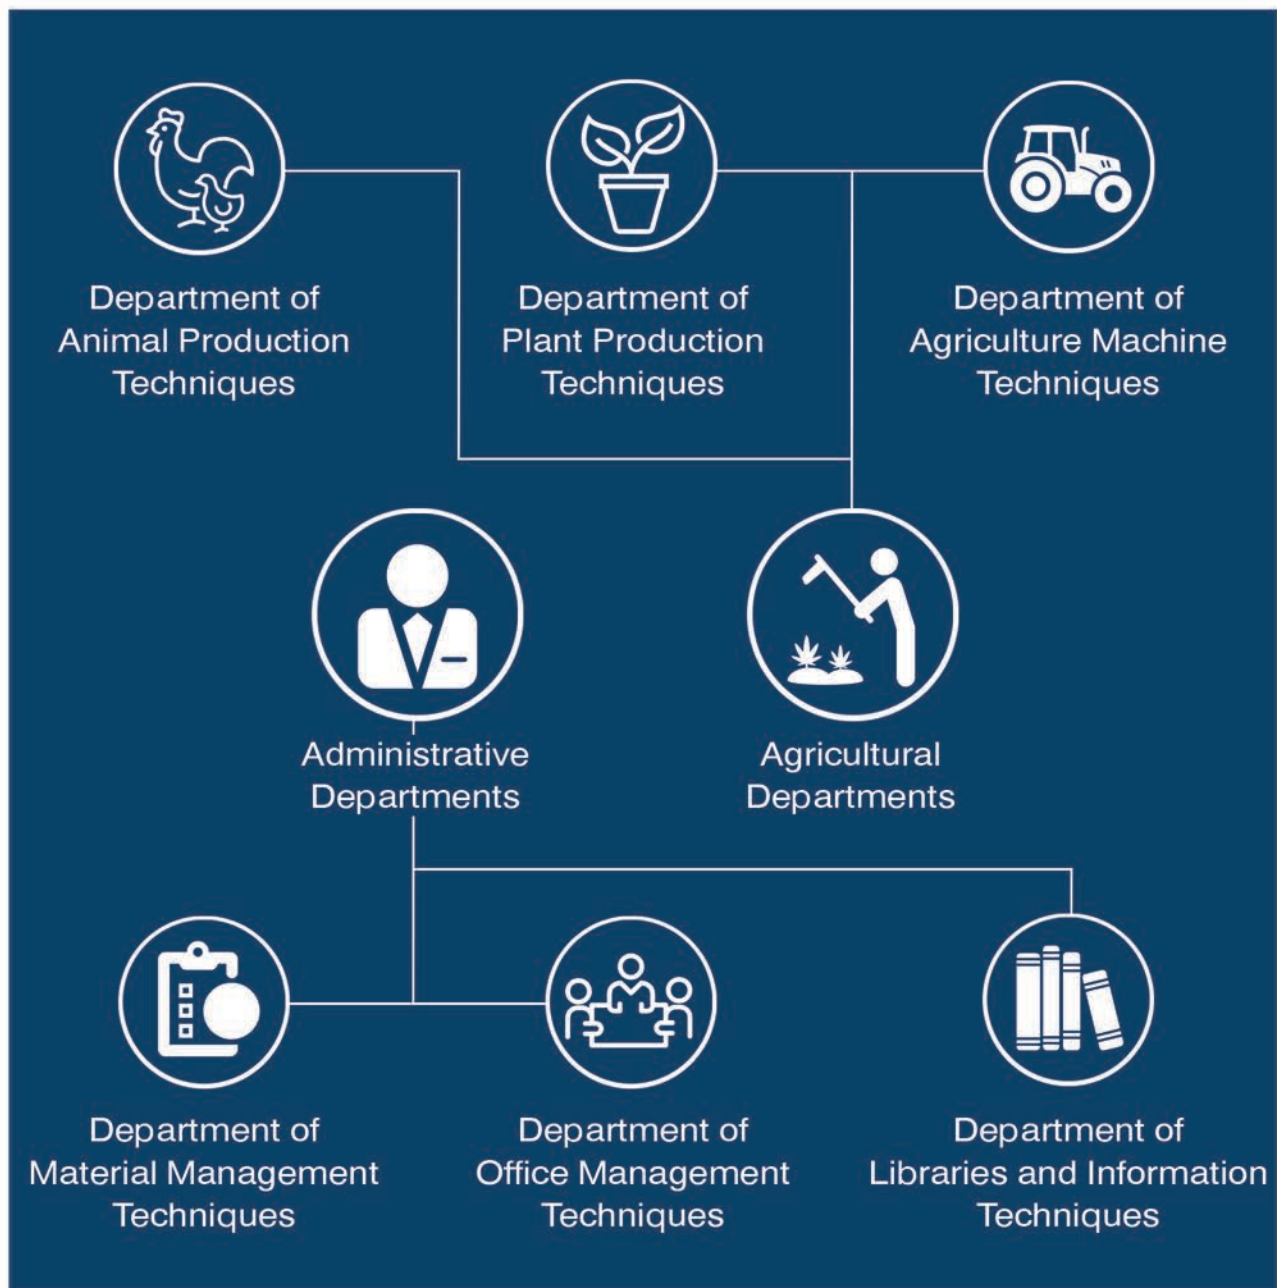 Department of
Animal Production
Techniques
Department of
Plant Production
Techniques
Department of
Agriculture Machine
Techniques
Administrative
Departments
Agricultural
Departments
Department of
Material Management
Techniques
Department of
Office Management
Techniques
Department of
Libraries and Information
Techniques